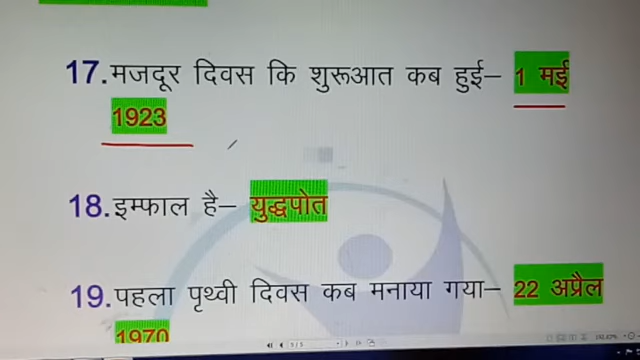 17. मजदूर दिवस कि शुरूआत कब हुई– 1 मई
1923
18. इम्फाल है– युद्धपोत
19. पहला पृथ्वी दिवस कब मनाया गया– 22 अप्रैल
1970